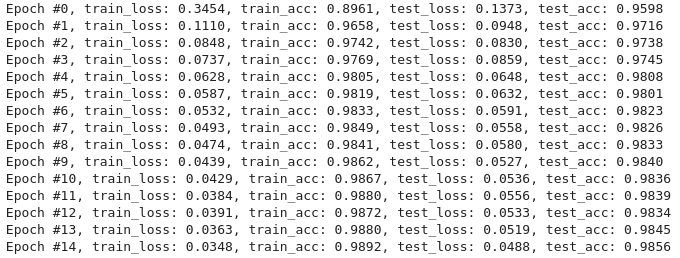 Epoch #0, train_loss: 0.3454, train_acc: 0.8961, test_loss: 0.1373, test_acc: 0.9598
Epoch #1, train_loss: 0.1110, train_acc: 0.9658, test_loss: 0.0948, test_acc: 0.9716
Epoch #2, train_loss: 0.0848, train_acc: 0.9742, test_loss: 0.0830, test_acc: 0.9738
Epoch #3, train_loss: 0.0737, train_acc: 0.9769, test_loss: 0.0859, test_acc: 0.9745
Epoch #4, train_loss: 0.0628, train_acc: 0.9805, test_loss: 0.0648, test_acc: 0.9808
Epoch #5, train_loss: 0.0587, train_acc: 0.9819, test_loss: 0.0632, test_acc: 0.9801
Epoch #6, train_loss: 0.0532, train_acc: 0.9833, test_loss: 0.0591, test_acc: 0.9823
Epoch #7, train_loss: 0.0493, train_acc: 0.9849, test_loss: 0.0558, test_acc: 0.9826
Epoch #8, train_loss: 0.0474, train_acc: 0.9841, test_loss: 0.0580, test_acc: 0.9833
Epoch #9, train_loss: 0.0439, train_acc: 0.9862, test_loss: 0.0527, test_acc: 0.9840
Epoch #10, train_loss: 0.0429, train_acc: 0.9867, test_loss: 0.0536, test_acc: 0.9836
Epoch #11, train_loss: 0.0384, train_acc: 0.9880, test_loss: 0.0556, test_acc: 0.9839
Epoch #12, train_loss: 0.0391, train_acc: 0.9872, test_loss: 0.0533, test_acc: 0.9834
Epoch #13, train_loss: 0.0363, train_acc: 0.9880, test_loss: 0.0519, test_acc: 0.9845
Epoch #14, train_loss: 0.0348, train_acc: 0.9892, test_loss: 0.0488, test_acc: 0.9856